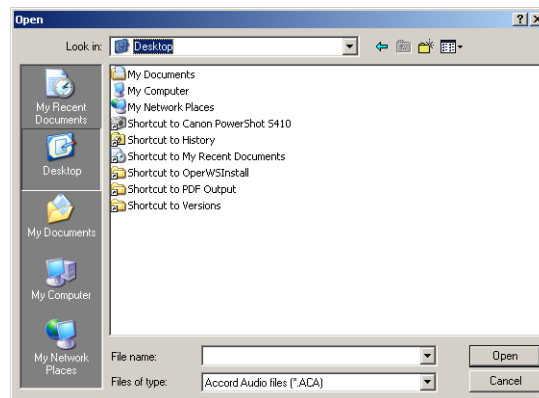 Open
Look in: Desktop
My Recent
Documents
Desktop
My Documents
My Computer
My Network
Places
My Documents
My Computer
My Network Places
Shortcut to Canon PowerShot S410
Shortcut to History
Shortcut to My Recent Documents
Shortcut to OperWSInstall
Shortcut to PDF Output
Shortcut to Versions
File name: Open
Files of type: Accord Audio files (*.ACA) Cancel